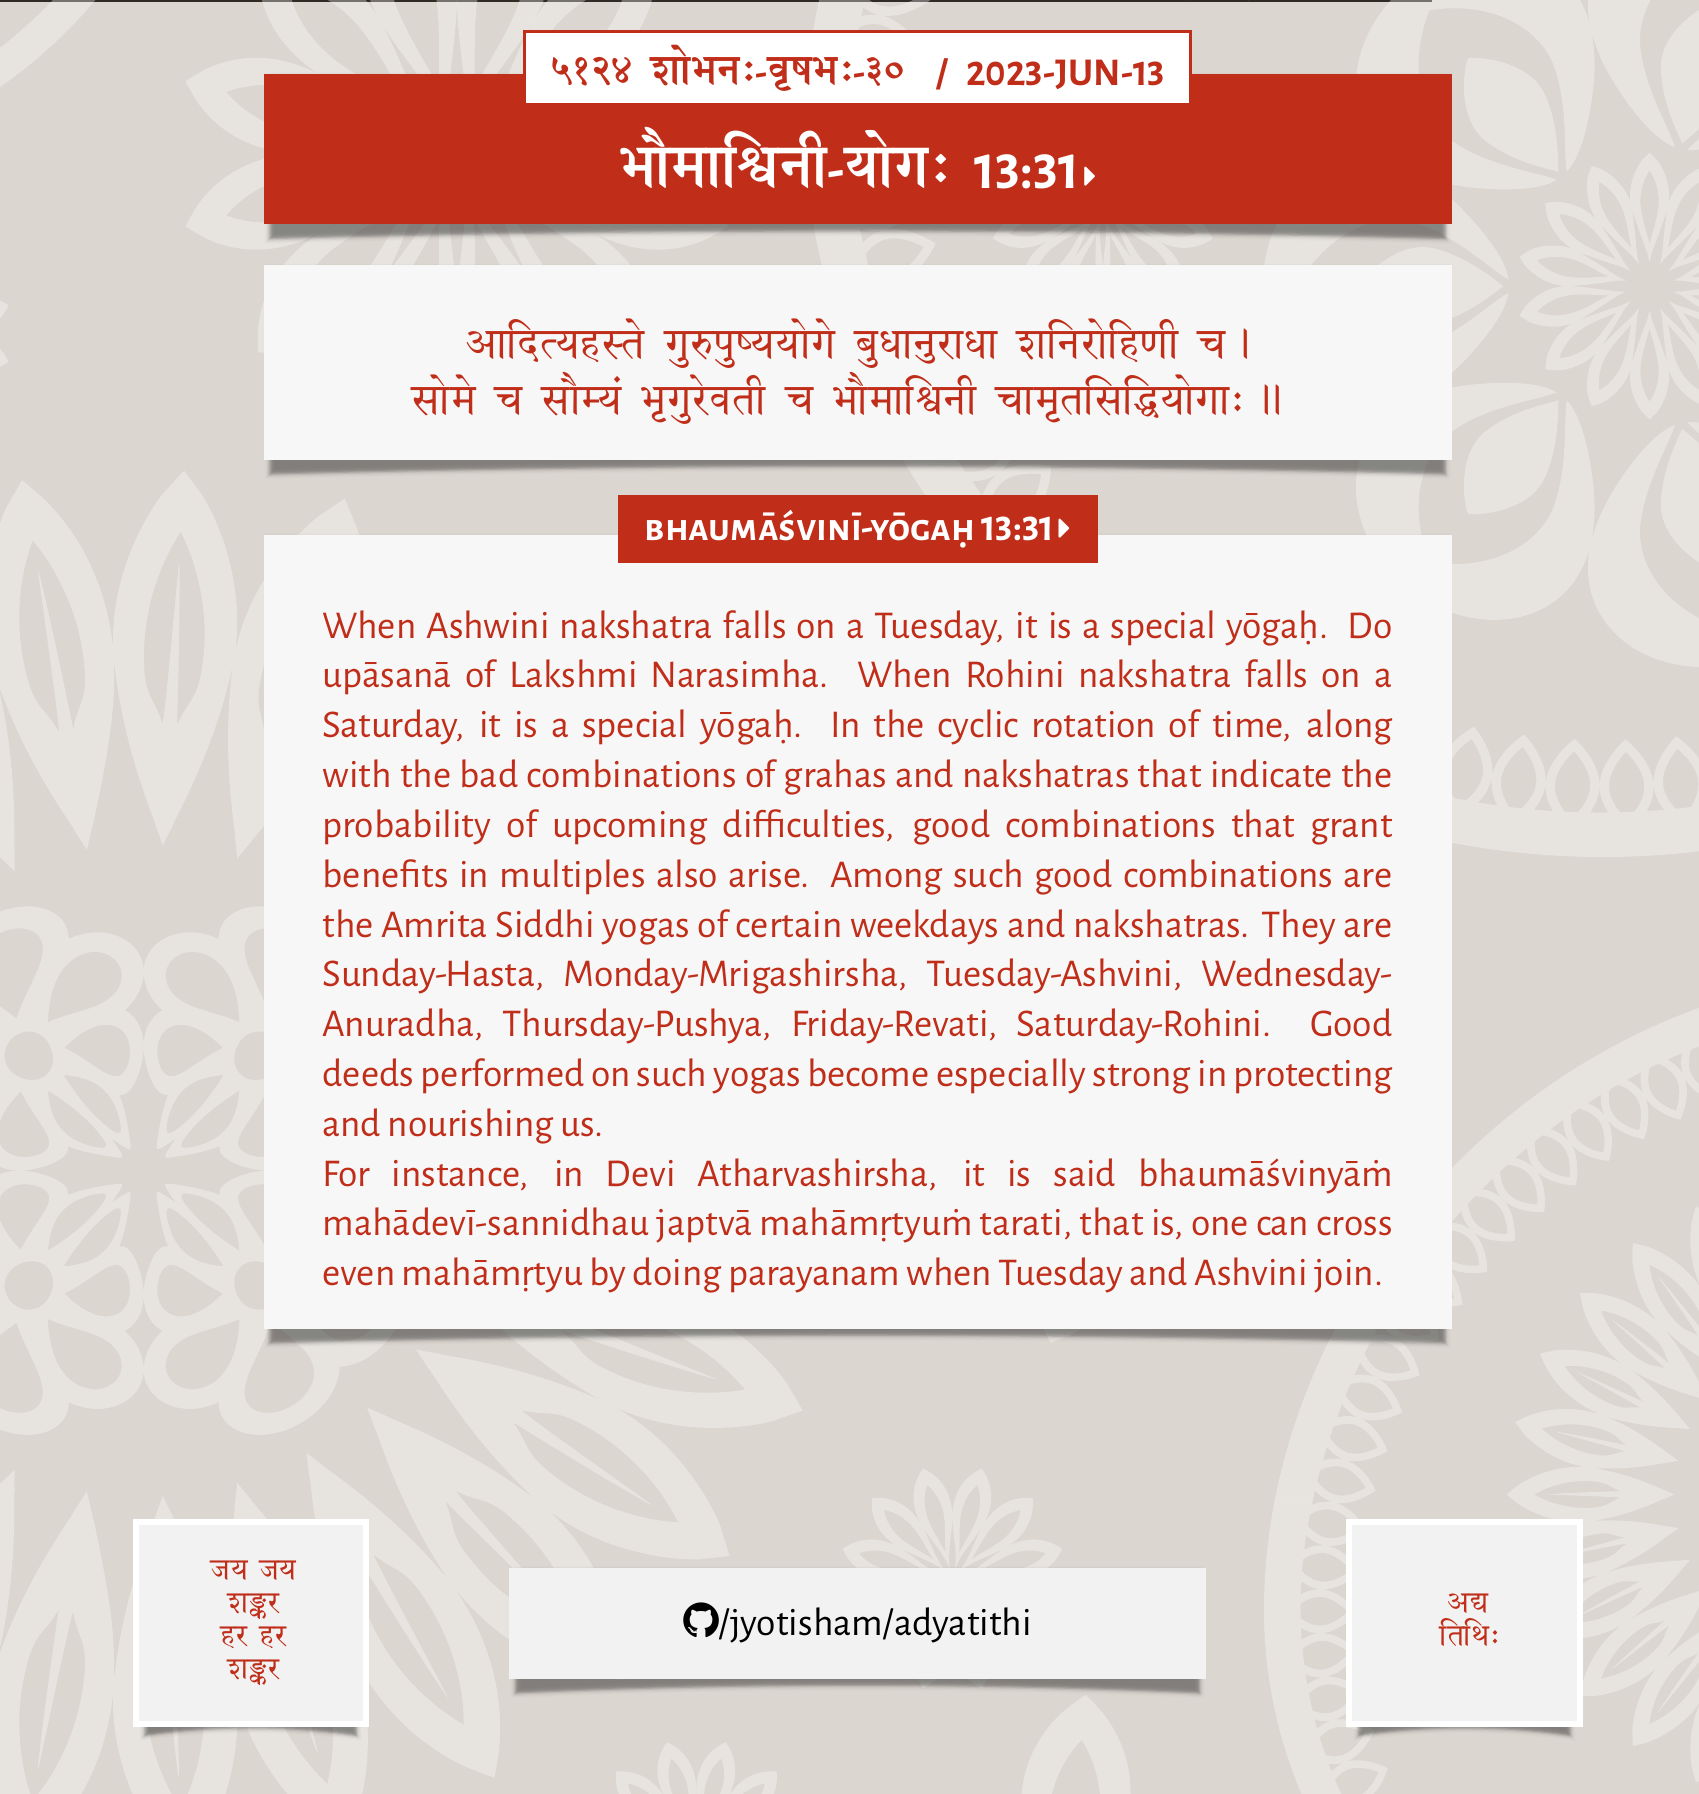 ५१२४ शोभनः-वृषभः-३० / 2023-JUN-13
भौमाश्विनी-योगः 13:31
आदित्यहस्ते गुरुपुष्ययोगे बुधानुराधा शनिरोहिणी च ।
सोमे च सौम्यं भृगुरेवती च भौमाश्विनी चामृतसिद्धियोगाः ॥
BHAUMĀŚVINĪ-YŌGAḤ 13:31
When Ashwini nakshatra falls on a Tuesday, it is a special yōgaḥ. Do
upāsanā of Lakshmi Narasimha. When Rohini nakshatra falls on a
Saturday, it is a special yōgaḥ. In the cyclic rotation of time, along
with the bad combinations of grahas and nakshatras that indicate the
probability of upcoming difficulties, good combinations that grant
benefits in multiples also arise. Among such good combinations are
the Amrita Siddhi yogas of certain weekdays and nakshatras. They are
Sunday-Hasta, Monday-Mrigashirsha, Tuesday-Ashvini, Wednesday-
Anuradha, Thursday-Pushya, Friday-Revati, Saturday-Rohini. Good
deeds performed on such yogas become especially strong in protecting
and nourishing us.
For instance, in Devi Atharvashirsha, it is said bhaumāśvinyāṁ
mahādevī-sannidhau japtvā mahāmṛtyuṁ tarati, that is, one can cross
even mahāmṛtyu by doing parayanam when Tuesday and Ashvini join.
जय जय
शङ्कर
हर हर
शङ्कर
/jyotisham/adyatithi
अद्य
तिथिः